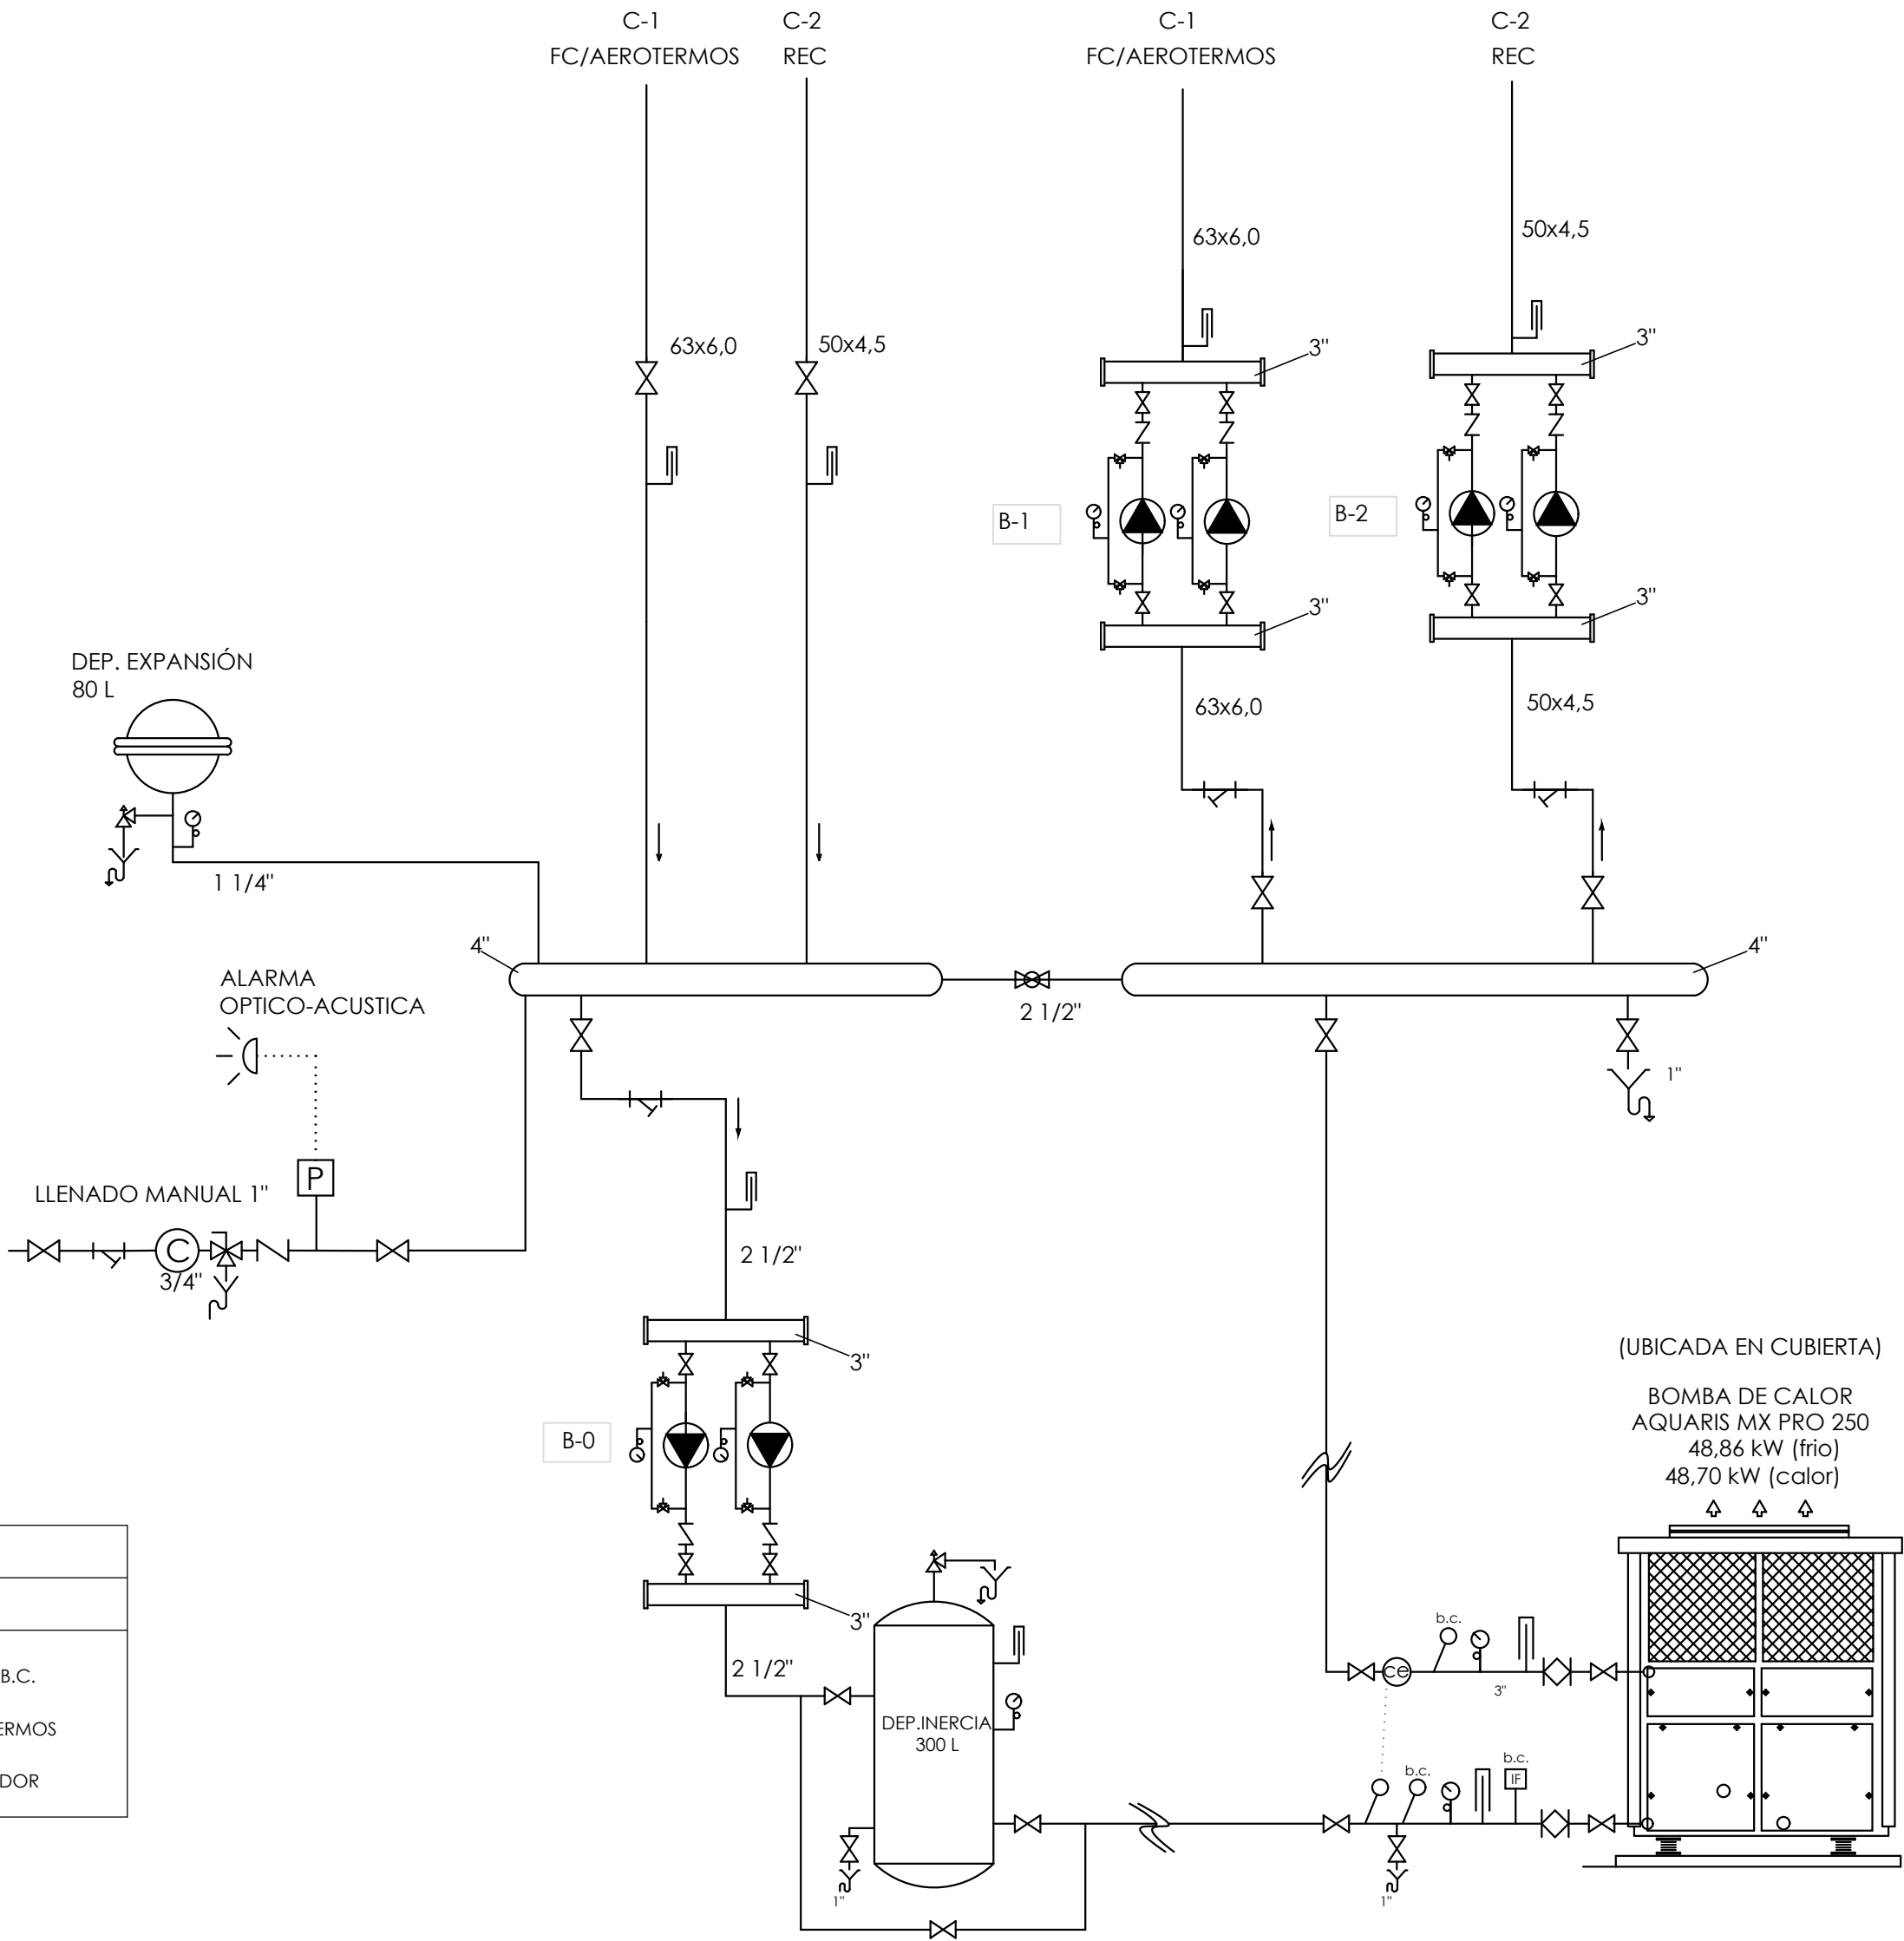 C-1
FC/AEROTERMOS
C-2
REC
C-1
FC/AEROTERMOS
C-2
REC
63x6,0
50x4,5
63x6,0
50x4,5
3"
3"
B-1
B-2
3"
3"
63x6,0
50x4,5
DEP. EXPANSIÓN
80 L
1 1/4"
4"
4"
2 1/2"
ALARMA
OPTICO-ACUSTICA
1"
P
LLENADO MANUAL 1"
C
3/4"
2 1/2"
3"
B-0
3"
2 1/2"
(UBICADA EN CUBIERTA)
BOMBA DE CALOR
AQUARIS MX PRO 250
48,86 kW (frio)
48,70 kW (calor)
B.C.
ERMOS
DOR
DEP.INERCIA
300 L
1"
b.c.
ce
3"
b.c.
b.c.
IF
1"